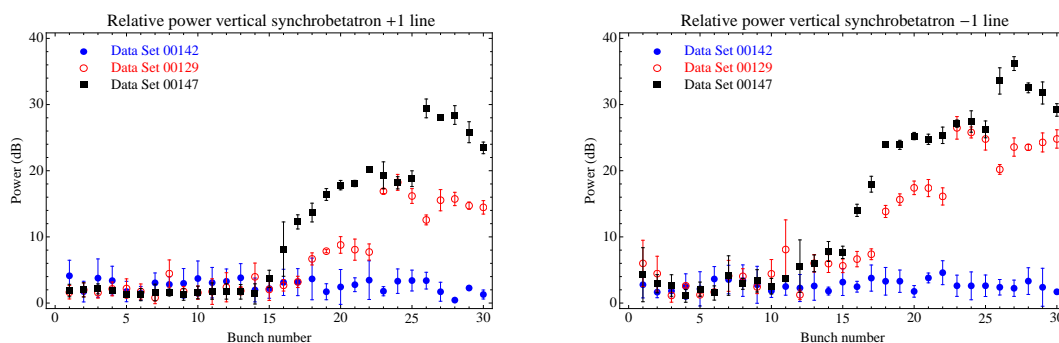 Relative power vertical synchrobetatron +1 line
40
30
20
10
0
Power (dB)
Data Set 00142
Data Set 00129
Data Set 00147
0 5 10 15 20 25 30
Bunch number
Relative power vertical synchrobetatron −1 line
40
30
20
10
0
Power (dB)
Data Set 00142
Data Set 00129
Data Set 00147
0 5 10 15 20 25 30
Bunch number